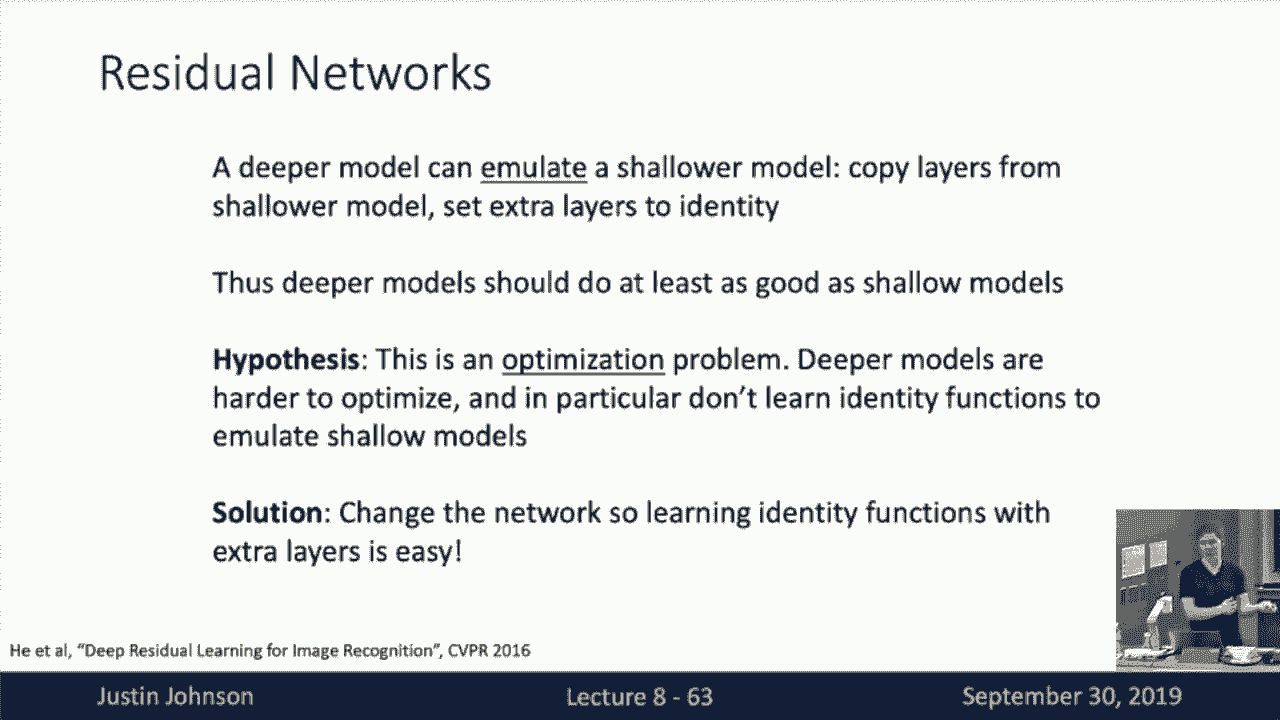 Residual Networks
A deeper model can emulate a shallower model: copy layers from
shallower model, set extra layers to identity
Thus deeper models should do at least as good as shallow models
Hypothesis: This is an optimization problem. Deeper models are
harder to optimize, and in particular don’t learn identity functions to
emulate shallow models
Solution: Change the network so learning identity functions with
extra layers is easy!
He et al, “Deep Residual Learning for Image Recognition”, CVPR 2016
Justin Johnson
Lecture 8 - 63
September 30, 2019